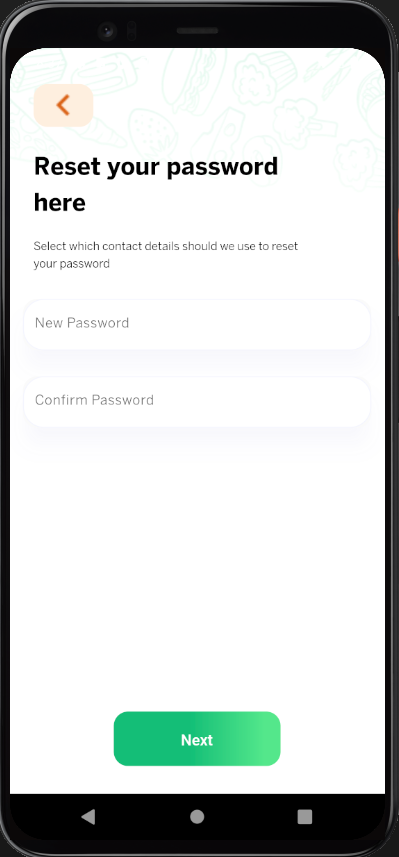 Reset your password
here
Select which contact details should we use to reset
your password
New Password
Confirm Password
Next